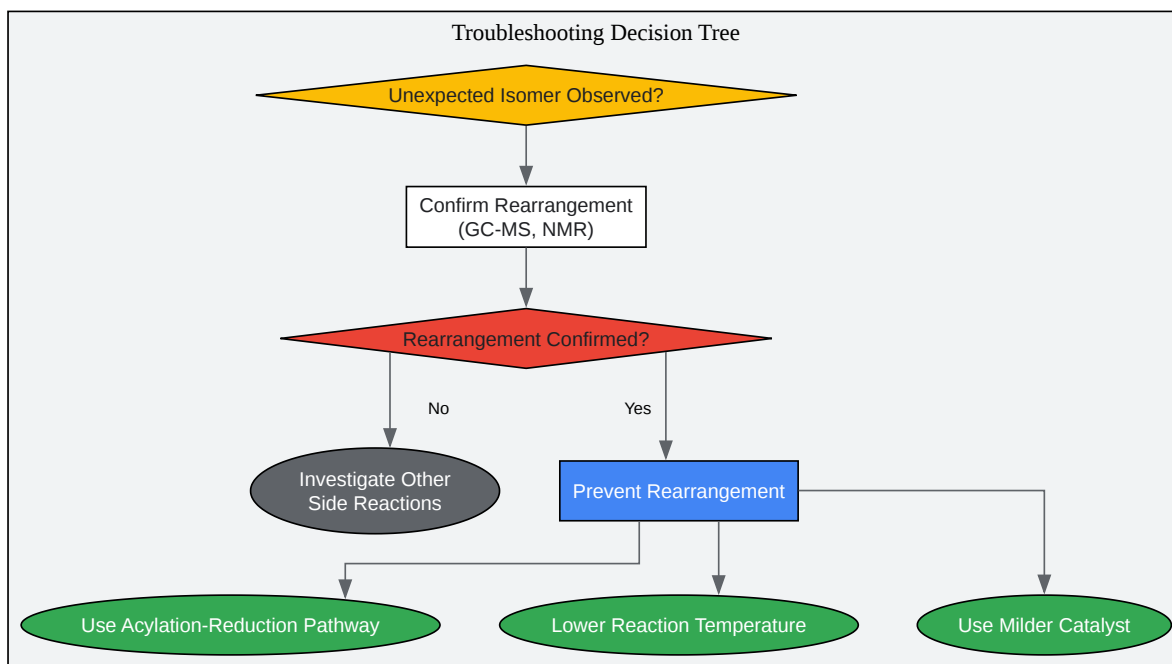 Troubleshooting Decision Tree
Unexpected Isomer Observed?
Confirm Rearrangement
(GC-MS, NMR)
Rearrangement Confirmed?
No
Yes
Investigate Other
Side Reactions
Prevent Rearrangement
Use Acylation-Reduction Pathway
Lower Reaction Temperature
Use Milder Catalyst